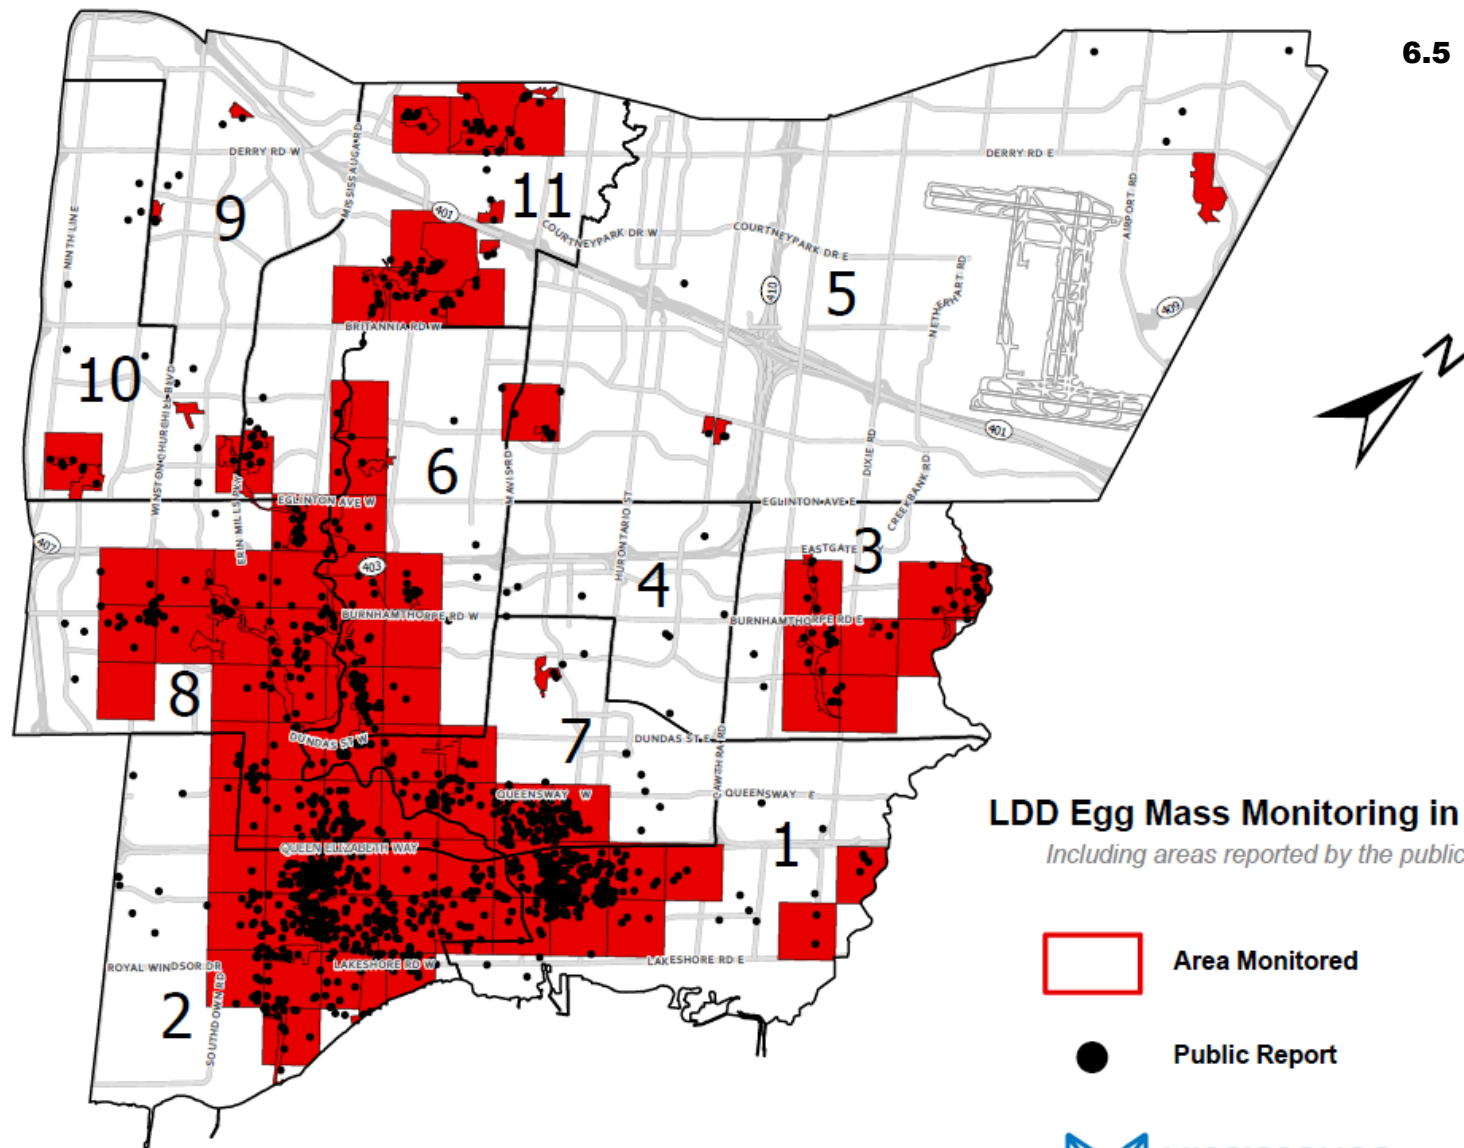 6.5
DERRY RD W
DERRY RD E
MISSISSAUGA RD
NINTH LINE
9
11
401
COURTNEYPARK DR W
COURTNEYPARK DR E
AIRPORT RD
410
5
NETHERHART RD
409
N
BRITANNIA RD W
10
WINSTON CHURCHILL BLVD
6
MAVIS RD
DIXIE RD
401
CREEKBANK RD
ERIN MILLS PKY
EGLINTON AVE W
EGLINTON AVE E
HURONTARIO ST
407
403
3
EASTGATE
4
BURNHAMTHORPE RD W
BURNHAMTHORPE RD E
8
7
DUNDAS ST W
DUNDAS ST E
CAWTHRA RD
QUEENSWAY W
QUEENSWAY E
LDD Egg Mass Monitoring in
1
QUEEN ELIZABETH WAY
Including areas reported by the public
ROYAL WINDSOR DR
LAKESHORE RD W
LAKESHORE RD E
Area Monitored
2
SOUTHDOWN RD
Public Report